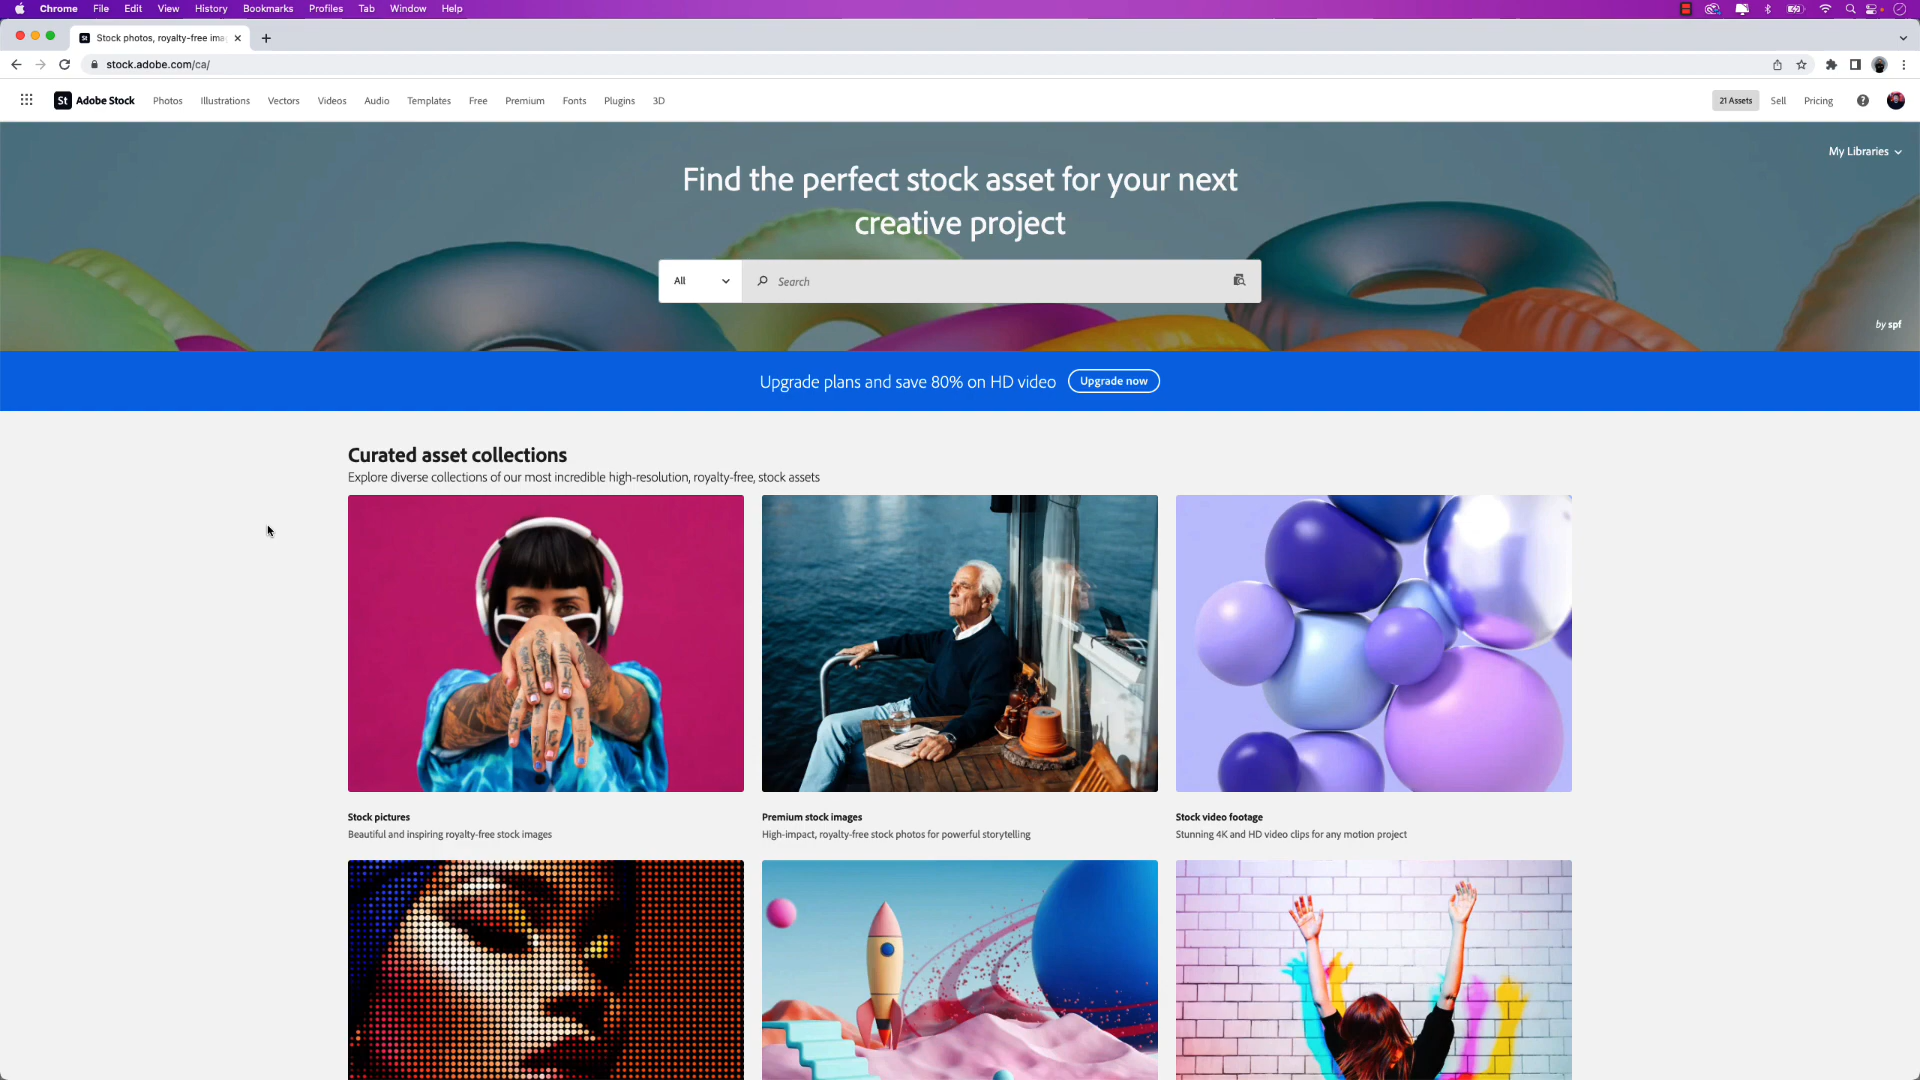 Chrome File Edit View History Bookmarks Profiles Tab Window Help
St Stock photos, royalty-free ima
stock.adobe.com/ca/
St Adobe Stock Photos Illustrations Vectors Videos Audio Templates Free Premium Fonts Plugins 3D 21 Assets Sell Pricing ?
My Libraries
Find the perfect stock asset for your next
creative project
All Search
by spf
Upgrade plans and save 80% on HD video Upgrade now
Curated asset collections
Explore diverse collections of our most incredible high-resolution, royalty-free, stock assets
Stock pictures
Beautiful and inspiring royalty-free stock images
Premium stock images
High-impact, royalty-free stock photos for powerful storytelling
Stock video footage
Stunning 4K and HD video clips for any motion project